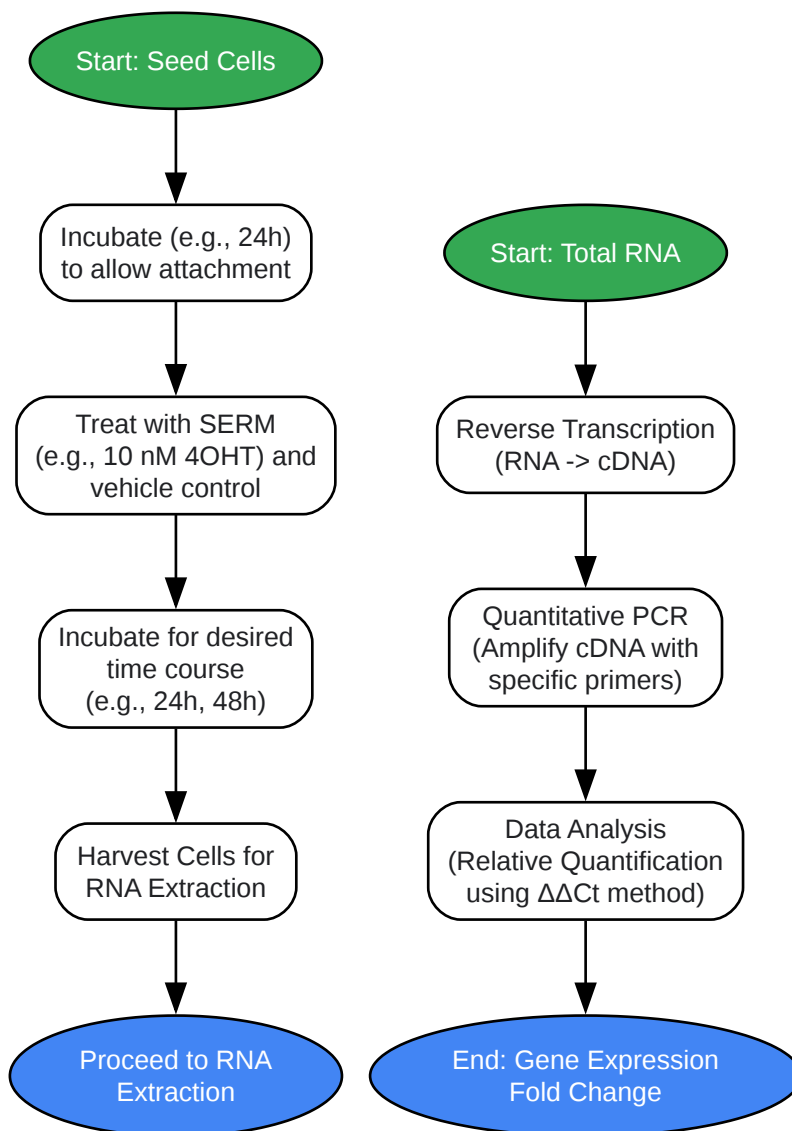 Start: Seed Cells
Incubate (e.g., 24h)
to allow attachment
Treat with SERM
(e.g., 10 nM 4OHT) and
vehicle control
Incubate for desired
time course
(e.g., 24h, 48h)
Harvest Cells for
RNA Extraction
Proceed to RNA
Extraction
Start: Total RNA
Reverse Transcription
(RNA -> cDNA)
Quantitative PCR
(Amplify cDNA with
specific primers)
Data Analysis
(Relative Quantification
using ΔΔCt method)
End: Gene Expression
Fold Change